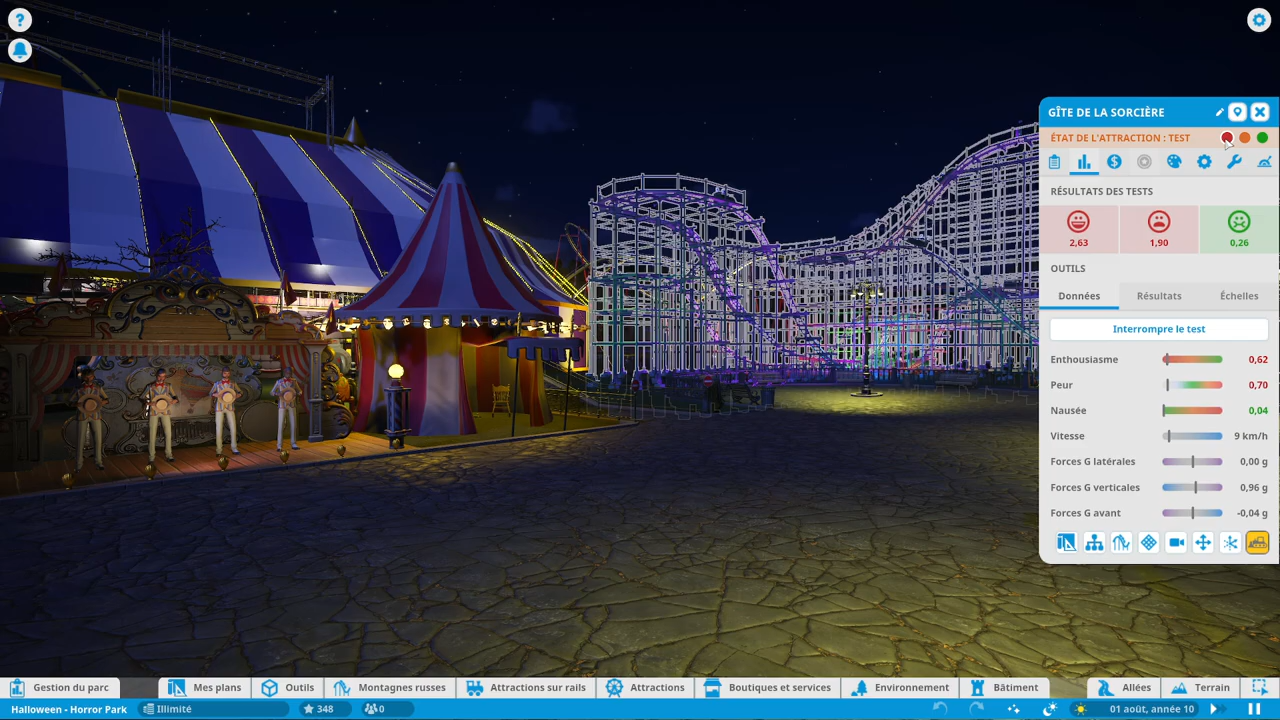 ?
GÎTE DE LA SORCIÈRE
ÉTAT DE L'ATTRACTION : TEST
RÉSULTATS DES TESTS
2,63 1,90 0,26
OUTILS
Données Résultats Échelles
Interrompre le test
Enthousiasme 0,62
Peur 0,70
Nausée 0,04
Vitesse 9 km/h
Forces G latérales 0,00 g
Forces G verticales 0,96 g
Forces G avant -0,04 g
Gestion du parc Mes plans Outils Montagnes russes Attractions sur rails Attractions Boutiques et services Environnement Bâtiment Allées Terrain
Halloween - Horror Park Illimité 348 0 01 août, année 10